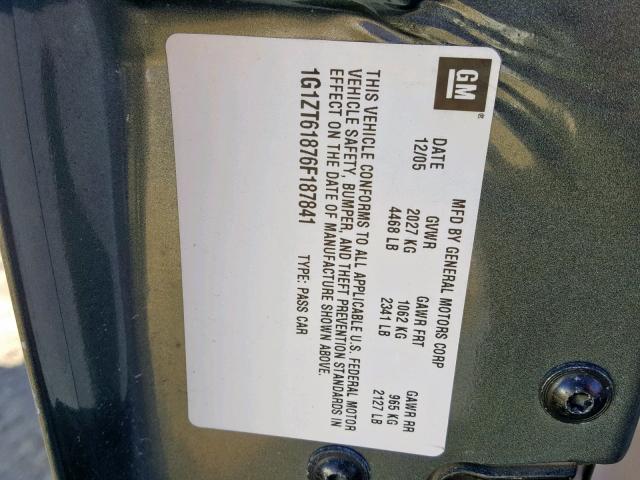 GM
MFD BY GENERAL MOTORS CORP
DATE GVWR GAWR FRT GAWR RR
12/05 2027 KG 1062 KG 965 KG
4468 LB 2341 LB 2127 LB
THIS VEHICLE CONFORMS TO ALL APPLICABLE U.S. FEDERAL MOTOR
VEHICLE SAFETY, BUMPER, AND THEFT PREVENTION STANDARDS IN
EFFECT ON THE DATE OF MANUFACTURE SHOWN ABOVE.
1G1ZT61876F187841 TYPE: PASS CAR